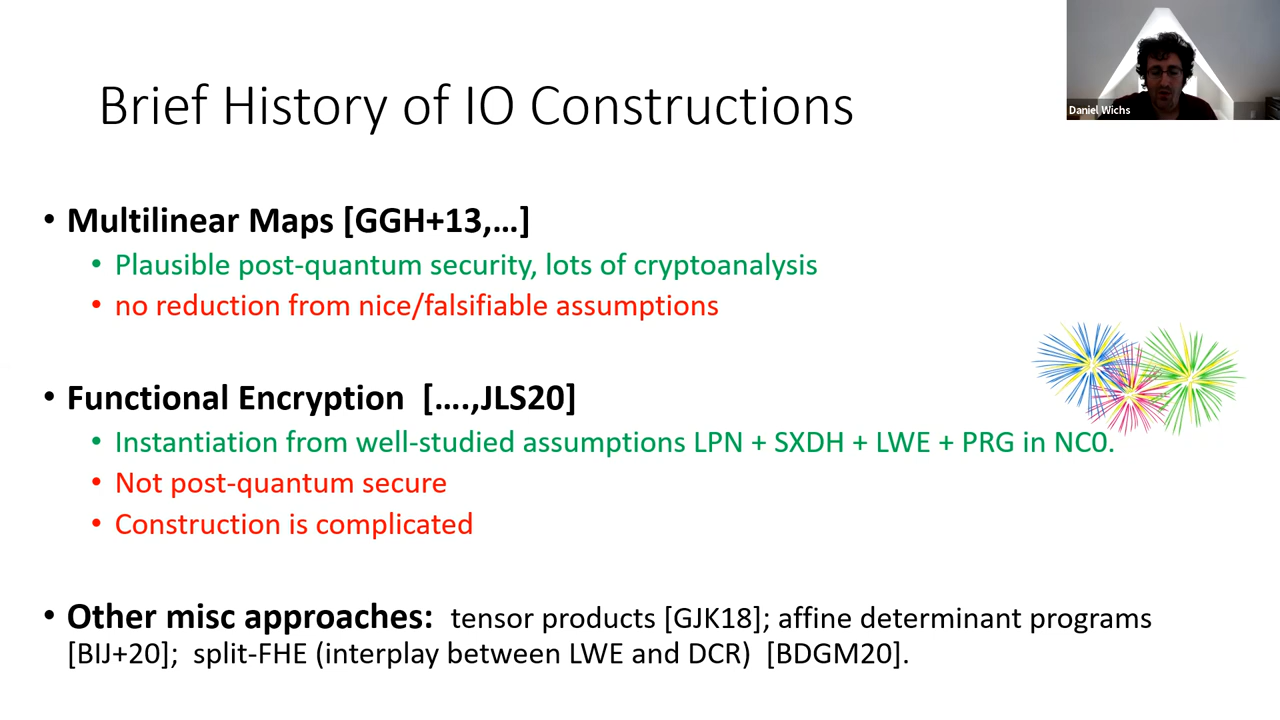 Daniel Wichs
Brief History of IO Constructions
• Multilinear Maps [GGH+13,…]
• Plausible post-quantum security, lots of cryptoanalysis
• no reduction from nice/falsifiable assumptions
• Functional Encryption [….,JLS20]
• Instantiation from well-studied assumptions LPN + SXDH + LWE + PRG in NC0.
• Not post-quantum secure
• Construction is complicated
• Other misc approaches: tensor products [GJK18]; affine determinant programs
[BIJ+20]; split-FHE (interplay between LWE and DCR) [BDGM20].